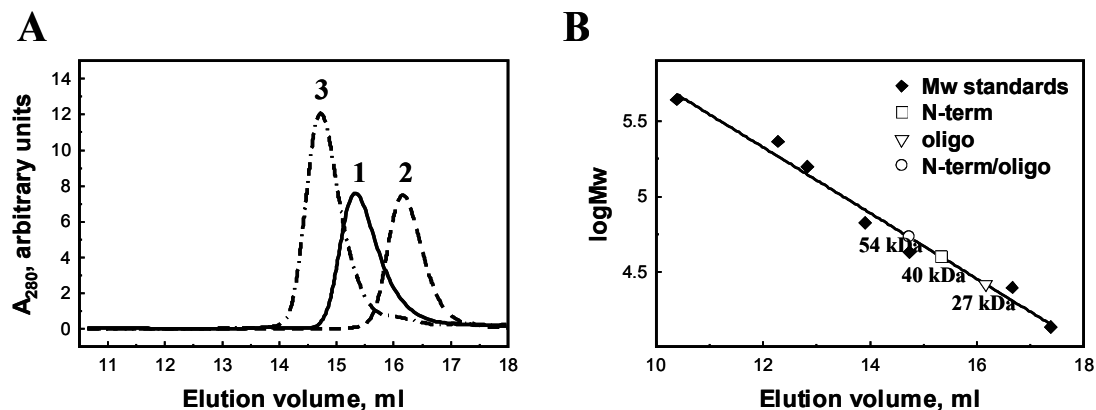 A
A280, arbitrary units
14
12
10
8
6
4
2
0
3
1
2
11 12 13 14 15 16 17 18
Elution volume, ml
B
logMw
5.5
5
4.5
Mw standards
N-term
oligo
N-term/oligo
54 kDa
40 kDa
27 kDa
10 12 14 16 18
Elution volume, ml